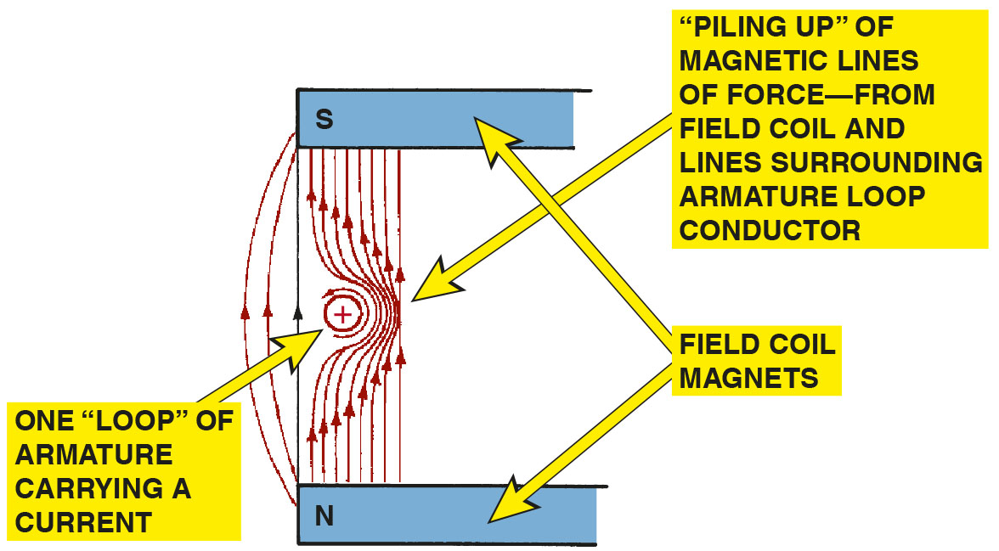 “PILING UP” OF
MAGNETIC LINES
OF FORCE—FROM
FIELD COIL AND
LINES SURROUNDING
ARMATURE LOOP
CONDUCTOR
S
+
FIELD COIL
MAGNETS
ONE “LOOP” OF
ARMATURE
CARRYING A
CURRENT
N